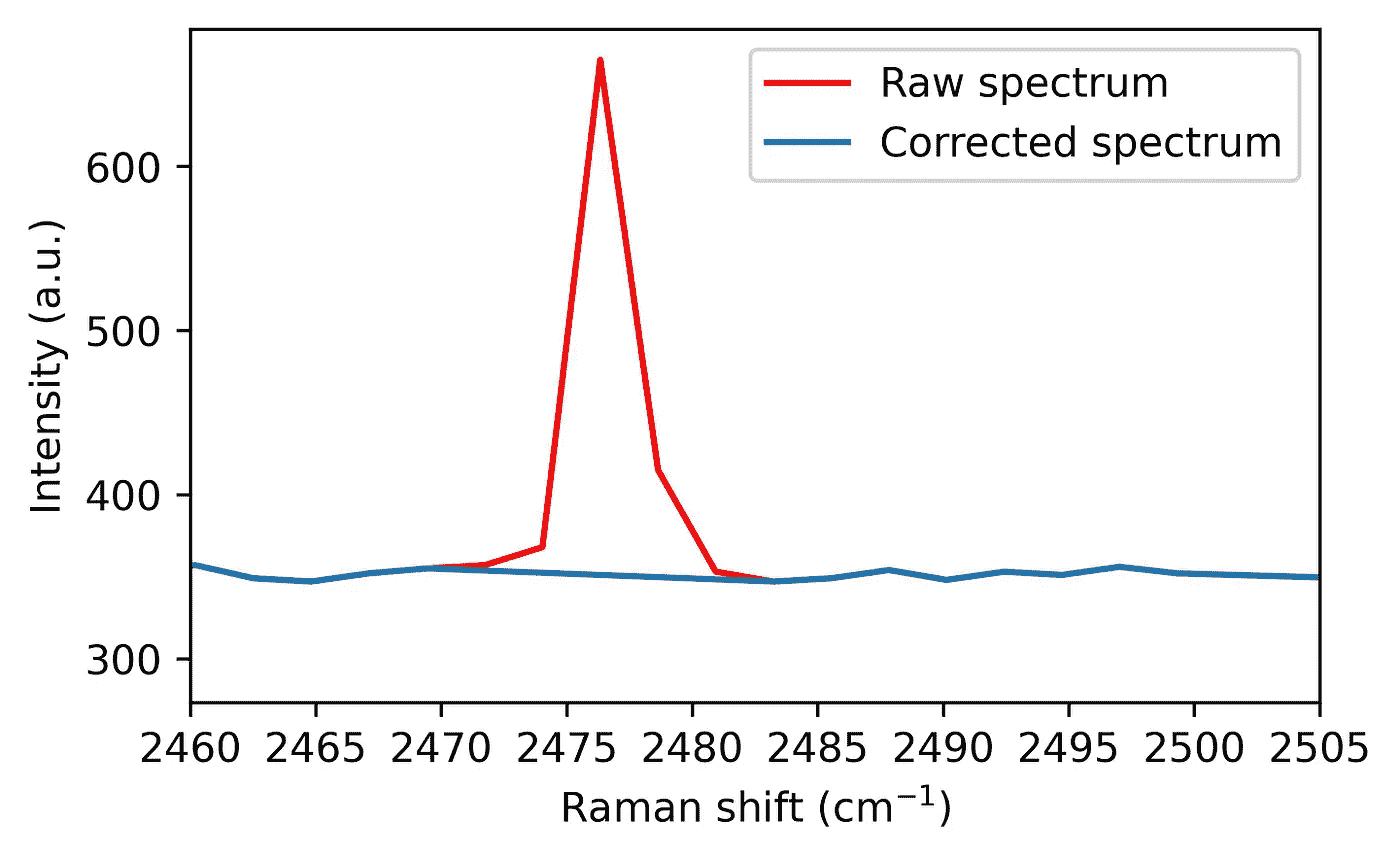 Raw spectrum
Corrected spectrum
600
500
400
300
Intensity (a.u.)
2460 2465 2470 2475 2480 2485 2490 2495 2500 2505
Raman shift (cm⁻¹)